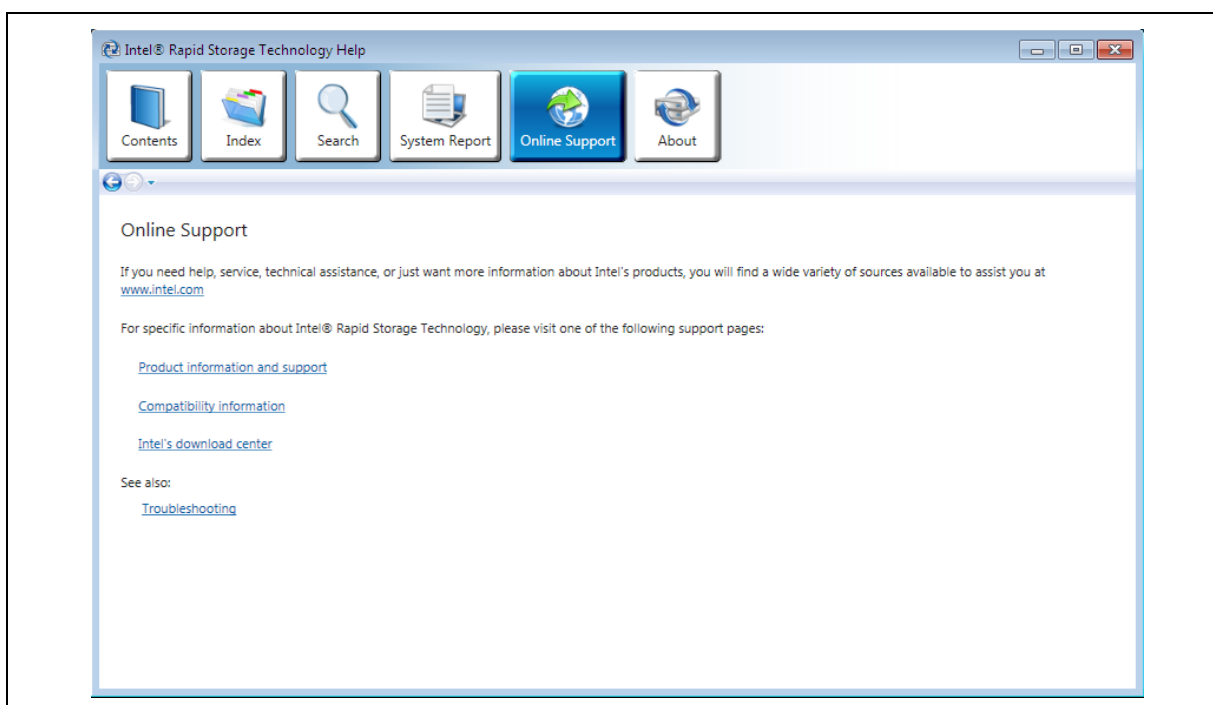 Intel® Rapid Storage Technology Help
Contents
Index
Search
System Report
Online Support
About
Online Support
If you need help, service, technical assistance, or just want more information about Intel's products, you will find a wide variety of sources available to assist you at
www.intel.com
For specific information about Intel® Rapid Storage Technology, please visit one of the following support pages:
Product information and support
Compatibility information
Intel's download center
See also:
Troubleshooting